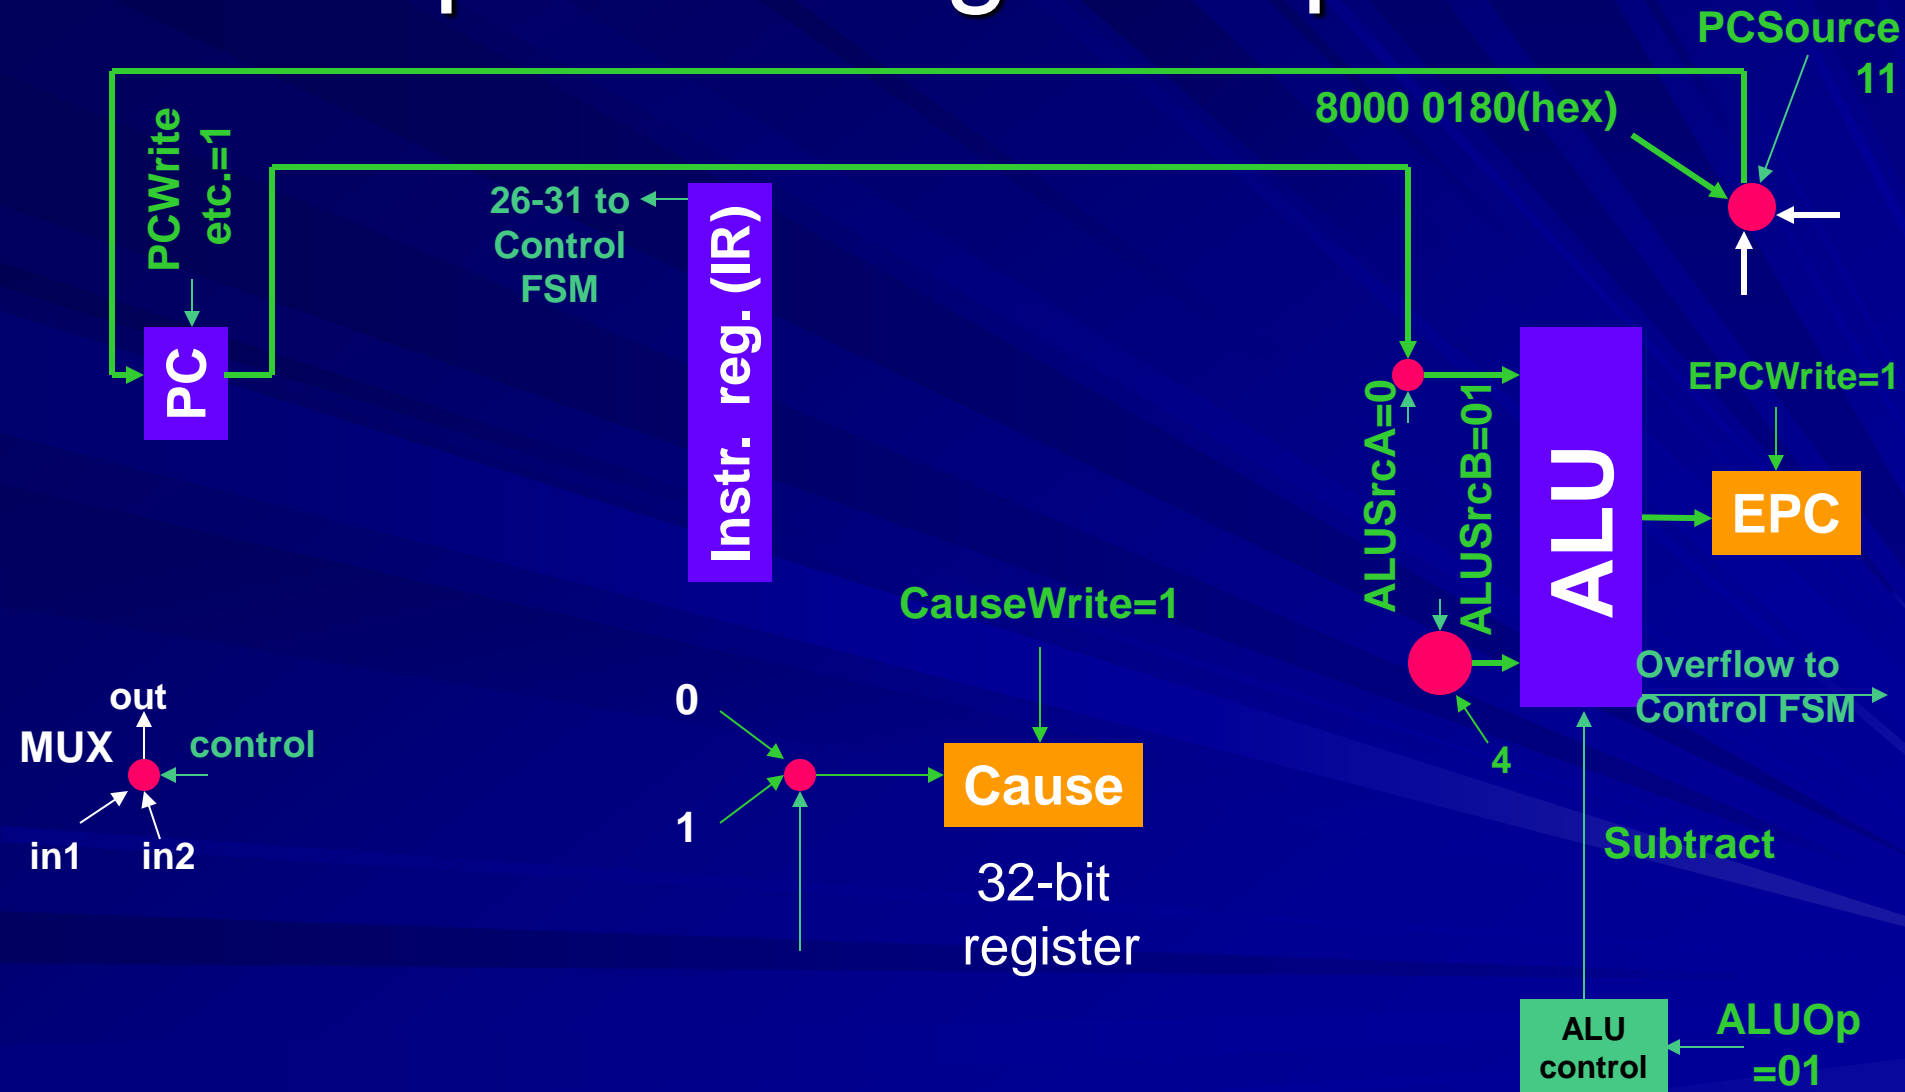 PCSource
11
8000 0180(hex)
PCWrite
etc.=1
26-31 to
Control
FSM
Instr. reg. (IR)
PC
ALUSrcA=0
ALUSrcB=01
ALU
EPCWrite=1
EPC
CauseWrite=1
Overflow to
Control FSM
out
MUX
control
in1
in2
0
1
Cause
4
32-bit
register
Subtract
ALU
control
ALUOp
=01